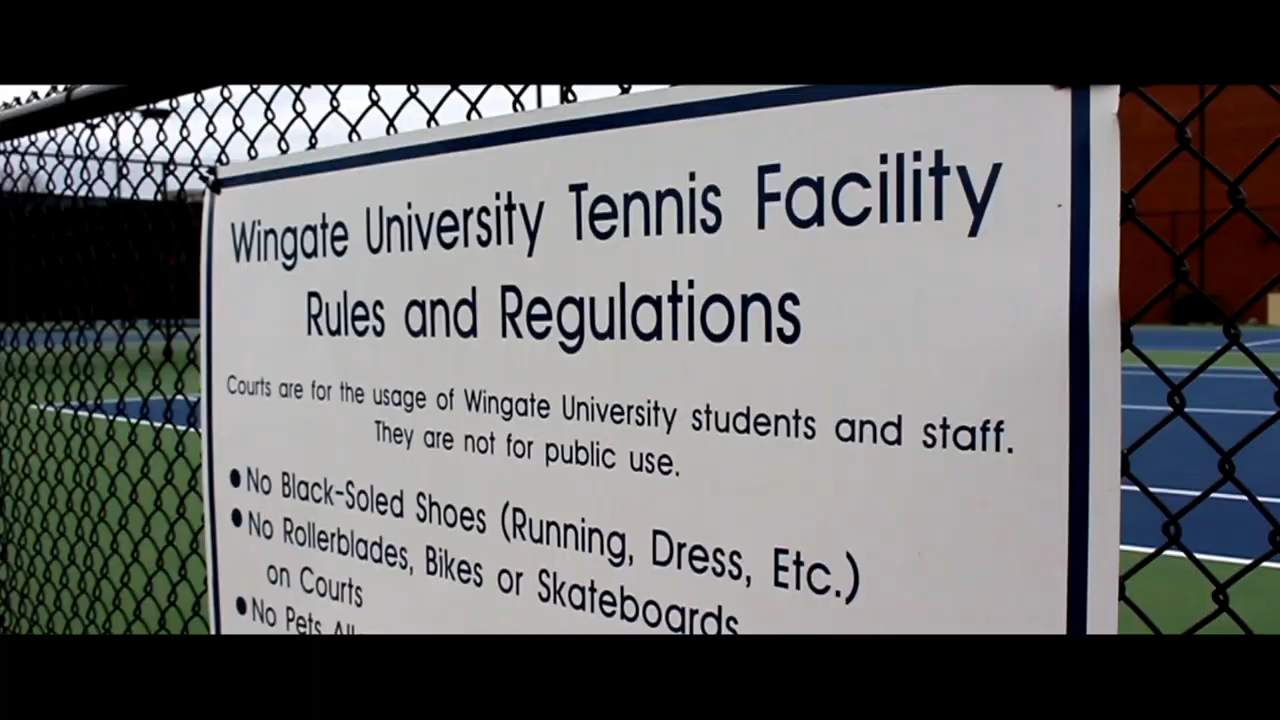 Wingate University Tennis Facility
Rules and Regulations
Courts are for the usage of Wingate University students and staff.
They are not for public use.
●No Black-Soled Shoes (Running, Dress, Etc.)
●No Rollerblades, Bikes or Skateboards
on Courts
●No Pets